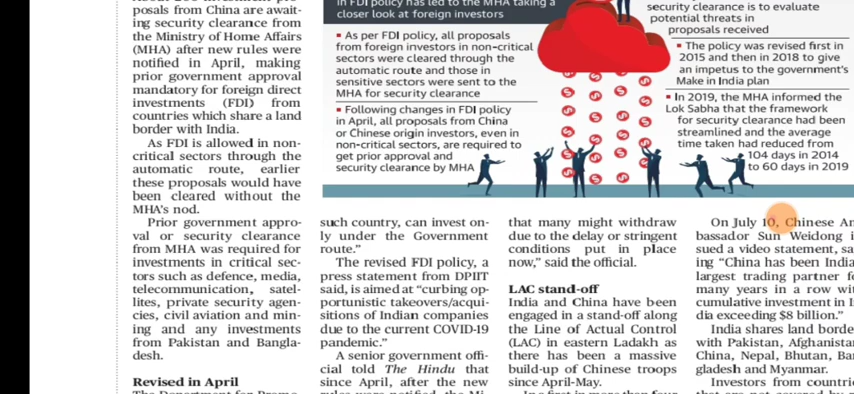 posals from China are await-
ing security clearance from
the Ministry of Home Affairs
(MHA) after new rules were
notified in April, making
prior government approval
mandatory for foreign direct
investments (FDI) from
countries which share a land
border with India.
As FDI is allowed in non-
critical sectors through the
automatic route, earlier
these proposals would have
been cleared without the
MHA's nod.
Prior government appro-
val or security clearance
from MHA was required for
investments in critical sec-
tors such as defence, media,
telecommunication, satel-
lites, private security agen-
cies, civil aviation and min-
ing and any investments
from Pakistan and Bangla-
desh.
Revised in April
in FDI policy has led to the MHA taking a
closer look at foreign investors
▪ As per FDI policy, all proposals
from foreign investors in non-critical
sectors were cleared through the
automatic route and those in
sensitive sectors were sent to the
MHA for security clearance
▪ Following changes in FDI policy
in April, all proposals from China
or Chinese origin investors, even in
non-critical sectors, are required to
get prior approval and
security clearance by MHA
security clearance is to evaluate
potential threats in
proposals received
▪ The policy was revised first in
2015 and then in 2018 to give
an impetus to the government's
Make in India plan
▪ In 2019, the MHA informed the
Lok Sabha that the framework
for security clearance had been
streamlined and the average
time taken had reduced from
104 days in 2014
to 60 days in 2019
such country, can invest on-
ly under the Government
route."
The revised FDI policy, a
press statement from DPIIT
said, is aimed at "curbing op-
portunistic takeovers/acqui-
sitions of Indian companies
due to the current COVID-19
pandemic."
A senior government offi-
cial told The Hindu that
since April, after the new
that many might withdraw
due to the delay or stringent
conditions put in place
now," said the official.
LAC stand-off
India and China have been
engaged in a stand-off along
the Line of Actual Control
(LAC) in eastern Ladakh as
there has been a massive
build-up of Chinese troops
since April-May.
On July 10, Chinese Am
bassador Sun Weidong i
sued a video statement, sa
ing "China has been India
largest trading partner fo
many years in a row wit
cumulative investment in I
dia exceeding $8 billion."
India shares land borde
with Pakistan, Afghanistan
China, Nepal, Bhutan, Ban
gladesh and Myanmar.
Investors from countri